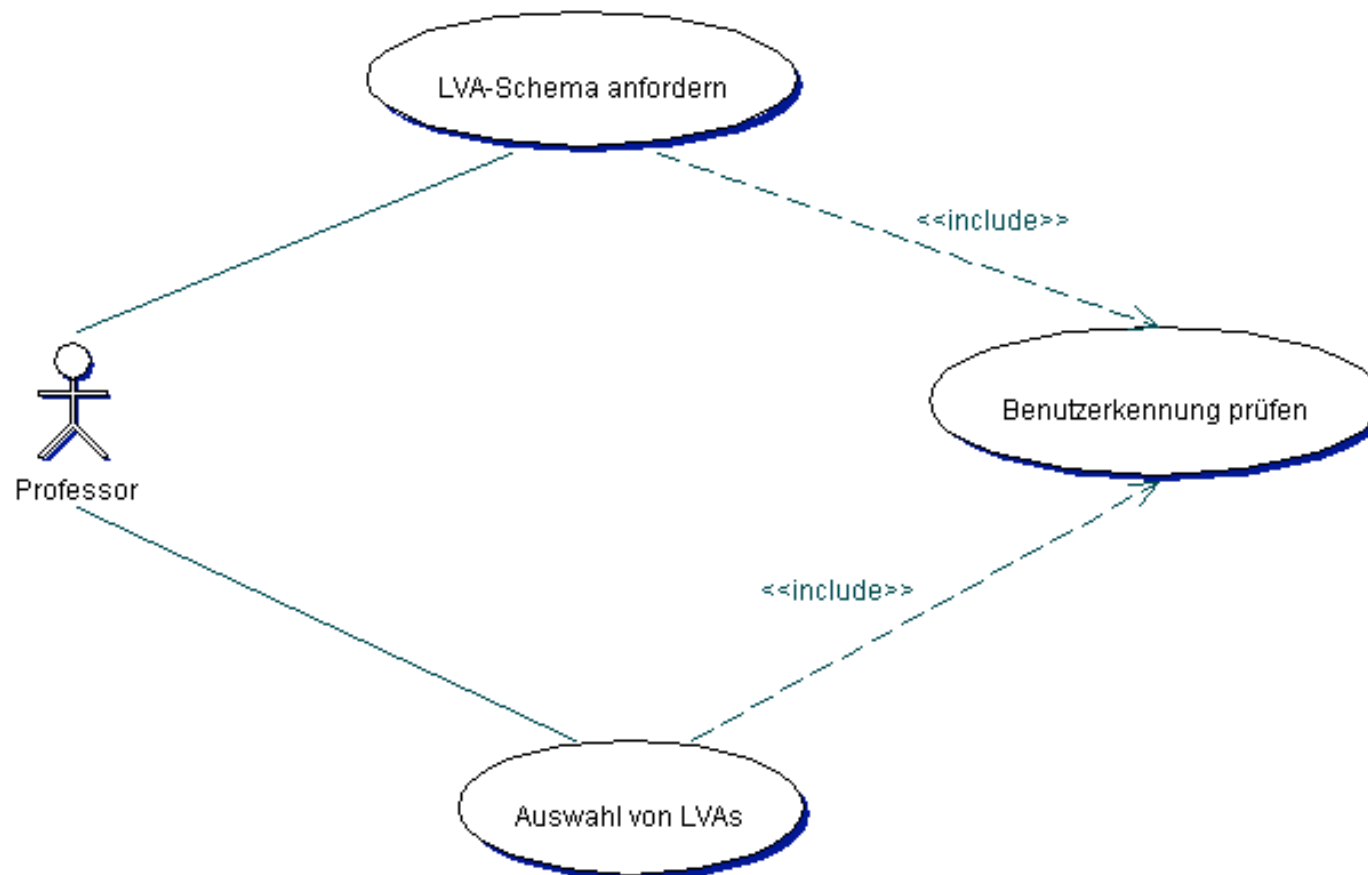 LVA-Schema anfordern
<<include>>
Benutzerkennung prüfen
Professor
<<include>>
Auswahl von LVAs